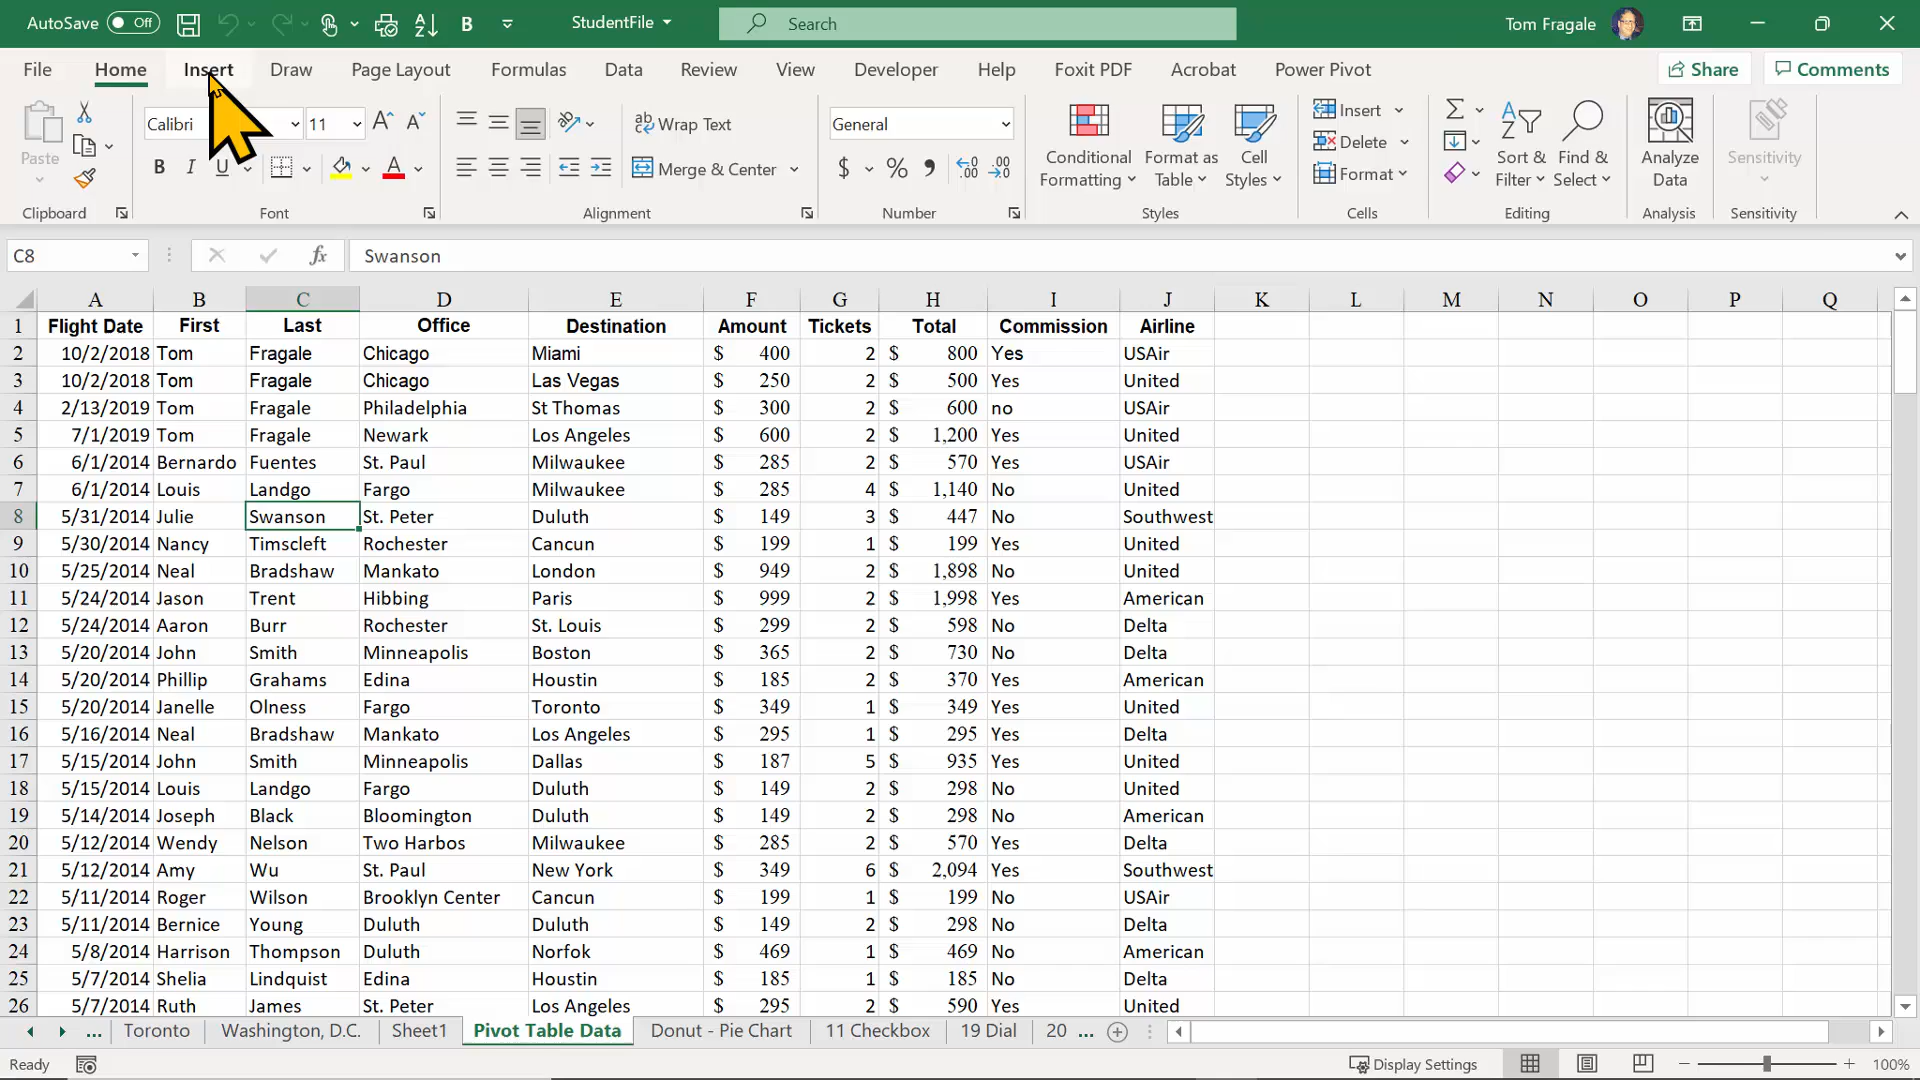 AutoSave Off B StudentFile Search Tom Fragale
File Home Insert Draw Page Layout Formulas Data Review View Developer Help Foxit PDF Acrobat Power Pivot Share Comments
Calibri 11 Wrap Text General Insert
Paste B I U Merge & Center $ % Conditional Formatting Format as Table Cell Styles Delete Format Sort & Filter Find & Select Analyze Data Sensitivity
Clipboard Font Alignment Number Styles Cells Editing Analysis Sensitivity
C8 fx Swanson
A B C D E F G H I J K L M N O P Q
1 Flight Date First Last Office Destination Amount Tickets Total Commission Airline
2 10/2/2018 Tom Fragale Chicago Miami $ 400 2 $ 800 Yes USAir
3 10/2/2018 Tom Fragale Chicago Las Vegas $ 250 2 $ 500 Yes United
4 2/13/2019 Tom Fragale Philadelphia St Thomas $ 300 2 $ 600 no USAir
5 7/1/2019 Tom Fragale Newark Los Angeles $ 600 2 $ 1,200 Yes United
6 6/1/2014 Bernardo Fuentes St. Paul Milwaukee $ 285 2 $ 570 Yes USAir
7 6/1/2014 Louis Landgo Fargo Milwaukee $ 285 4 $ 1,140 No United
8 5/31/2014 Julie Swanson St. Peter Duluth $ 149 3 $ 447 No Southwest
9 5/30/2014 Nancy Timscleft Rochester Cancun $ 199 1 $ 199 Yes United
10 5/25/2014 Neal Bradshaw Mankato London $ 949 2 $ 1,898 No United
11 5/24/2014 Jason Trent Hibbing Paris $ 999 2 $ 1,998 Yes American
12 5/24/2014 Aaron Burr Rochester St. Louis $ 299 2 $ 598 No Delta
13 5/20/2014 John Smith Minneapolis Boston $ 365 2 $ 730 No Delta
14 5/20/2014 Phillip Grahams Edina Houstin $ 185 2 $ 370 Yes American
15 5/20/2014 Janelle Olness Fargo Toronto $ 349 1 $ 349 Yes United
16 5/16/2014 Neal Bradshaw Mankato Los Angeles $ 295 1 $ 295 Yes Delta
17 5/15/2014 John Smith Minneapolis Dallas $ 187 5 $ 935 Yes United
18 5/15/2014 Louis Landgo Fargo Duluth $ 149 2 $ 298 No United
19 5/14/2014 Joseph Black Bloomington Duluth $ 149 2 $ 298 No American
20 5/12/2014 Wendy Nelson Two Harbos Milwaukee $ 285 2 $ 570 Yes Delta
21 5/12/2014 Amy Wu St. Paul New York $ 349 6 $ 2,094 Yes Southwest
22 5/11/2014 Roger Wilson Brooklyn Center Cancun $ 199 1 $ 199 No USAir
23 5/11/2014 Bernice Young Duluth Duluth $ 149 2 $ 298 No Delta
24 5/8/2014 Harrison Thompson Duluth Norfok $ 469 1 $ 469 No American
25 5/7/2014 Shelia Lindquist Edina Houstin $ 185 1 $ 185 No Delta
26 5/7/2014 Ruth James St. Peter Los Angeles $ 295 2 $ 590 Yes United
... Toronto Washington, D.C. Sheet1 Pivot Table Data Donut - Pie Chart 11 Checkbox 19 Dial 20 ...
Ready Display Settings 100%